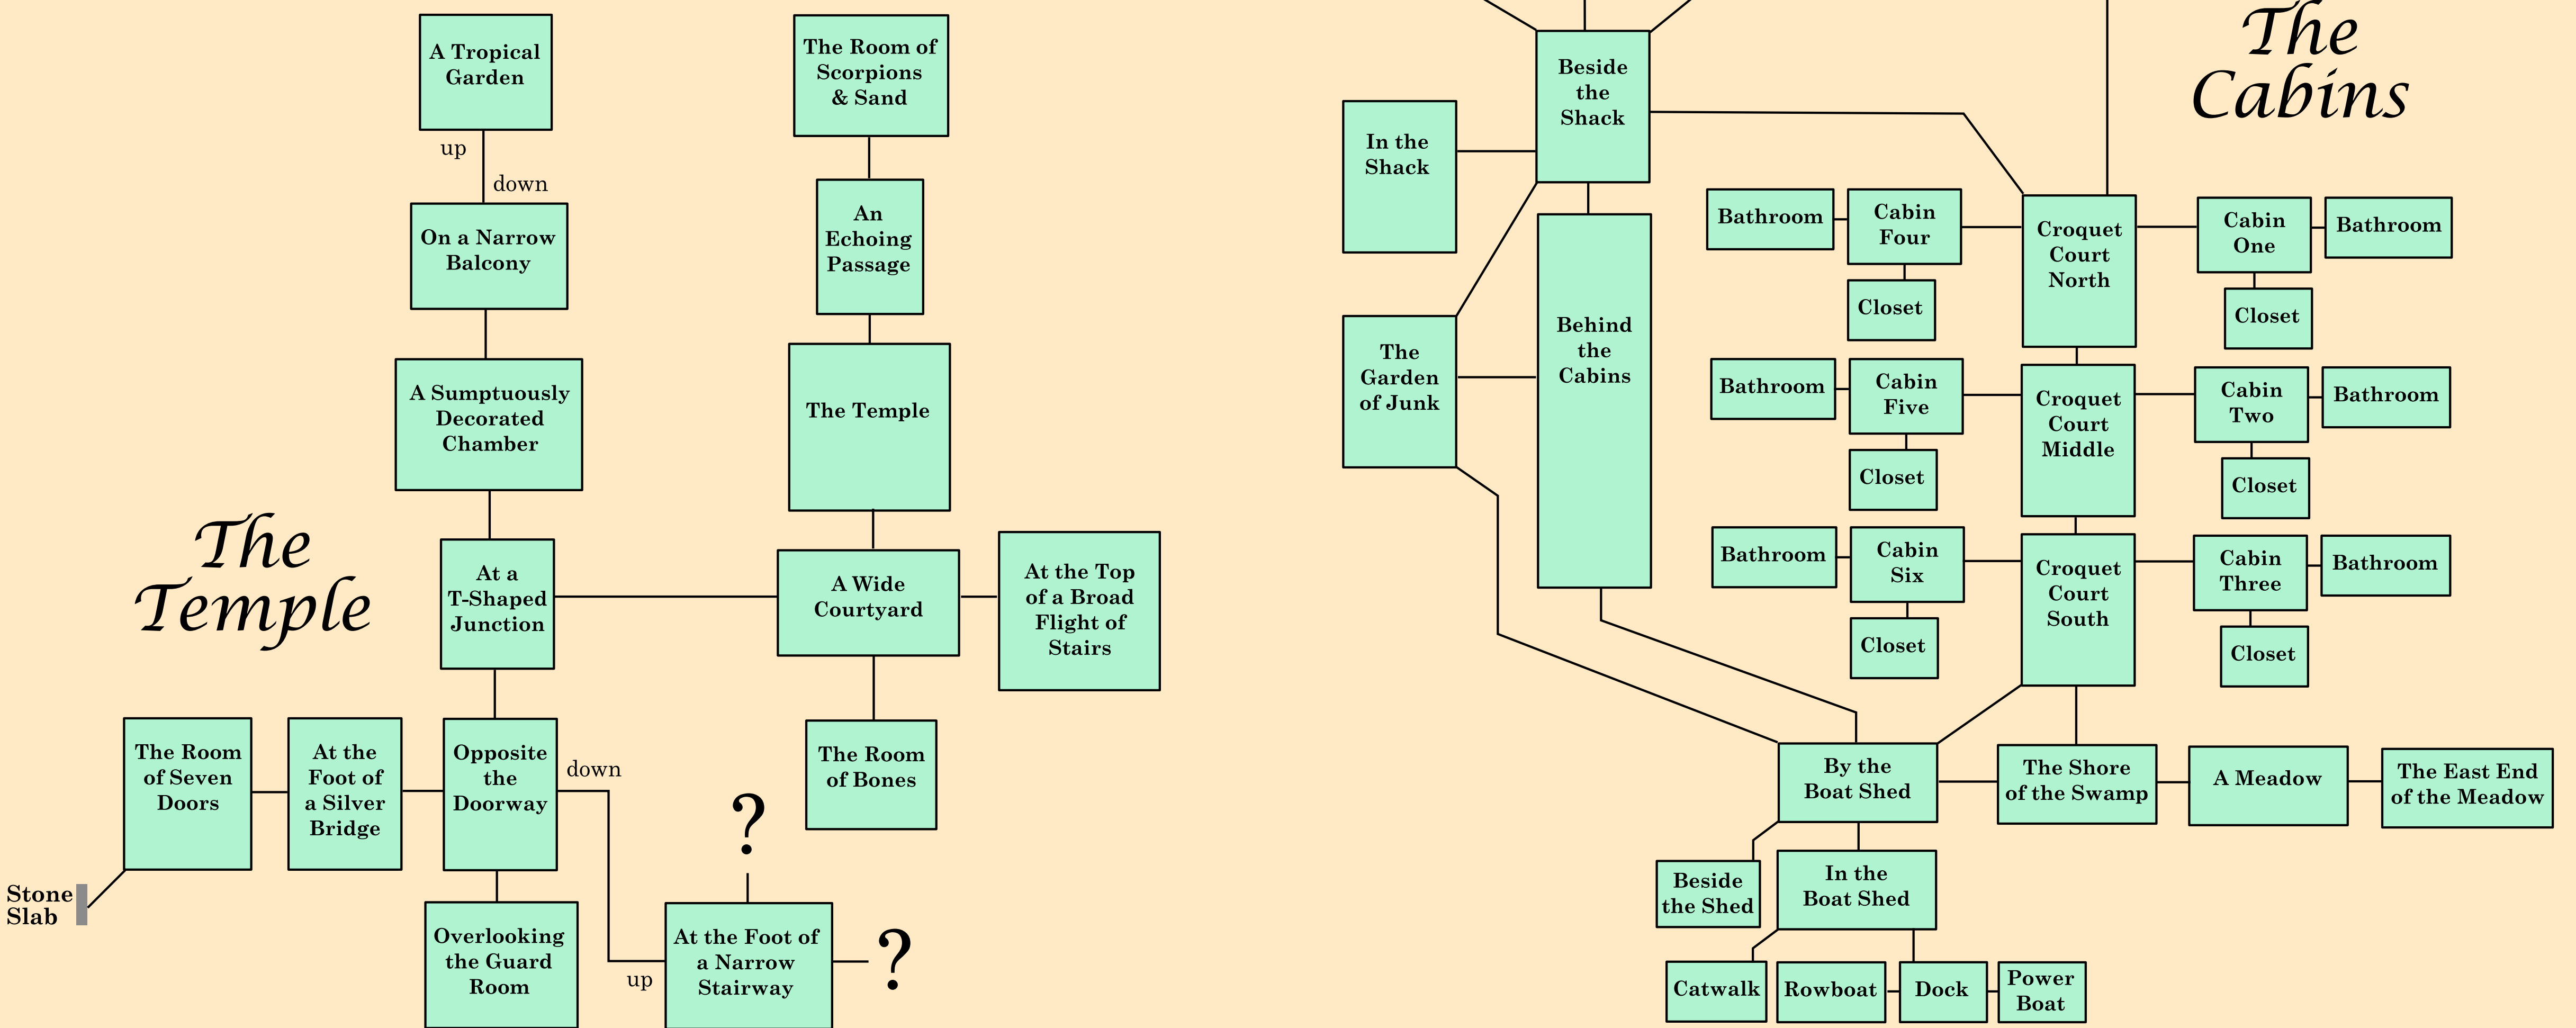 The
Temple
A Tropical
Garden
up
down
On a Narrow
Balcony
A Sumptuously
Decorated
Chamber
At a
T-Shaped
Junction
The Room of
Scorpions
& Sand
An
Echoing
Passage
The Temple
A Wide
Courtyard
At the Top
of a Broad
Flight of
Stairs
The Room
of Bones
The Room
of Seven
Doors
At the
Foot of
a Silver
Bridge
Opposite
the
Doorway
down
Stone
Slab
Overlooking
the Guard
Room
up
At the Foot of
a Narrow
Stairway
?
?
The
Cabins
Beside
the
Shack
In the
Shack
The
Garden
of Junk
Behind
the
Cabins
Bathroom
Cabin
Four
Closet
Croquet
Court
North
Cabin
One
Bathroom
Closet
Bathroom
Cabin
Five
Closet
Croquet
Court
Middle
Cabin
Two
Bathroom
Closet
Bathroom
Cabin
Six
Closet
Croquet
Court
South
Cabin
Three
Bathroom
Closet
By the
Boat Shed
The Shore
of the Swamp
A Meadow
The East End
of the Meadow
Beside
the Shed
In the
Boat Shed
Catwalk
Rowboat
Dock
Power
Boat